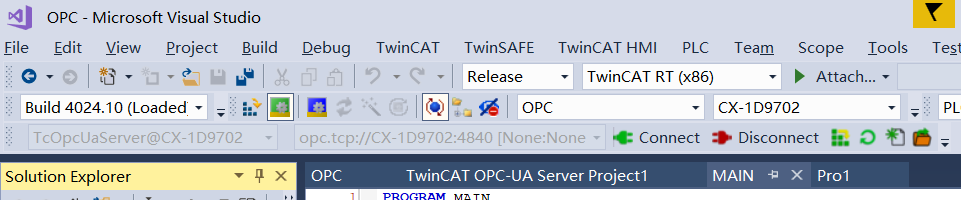 OPC - Microsoft Visual Studio
File Edit View Project Build Debug TwinCAT TwinSAFE TwinCAT HMI PLC Team Scope Tools Test
Release TwinCAT RT (x86) Attach...
Build 4024.10 (Loaded) OPC CX-1D9702 PL
TcOpcUaServer@CX-1D9702 opc.tcp://CX-1D9702:4840 [None:None Connect Disconnect
Solution Explorer OPC TwinCAT OPC-UA Server Project1 MAIN Pro1
1 PROGRAM MAIN